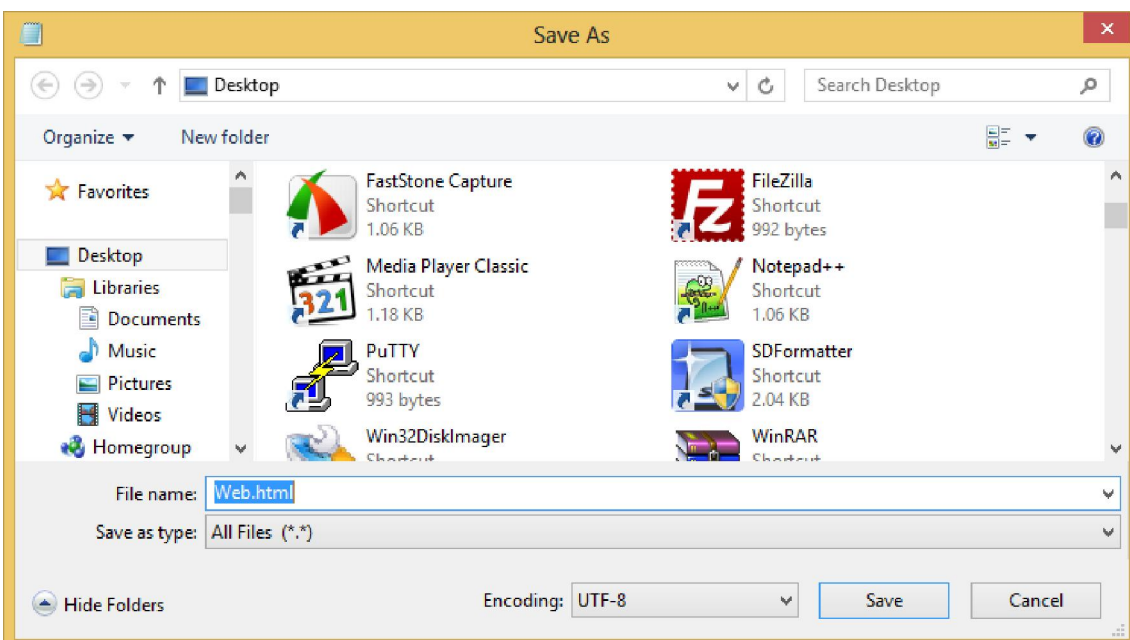 Save As
Desktop
Search Desktop
Organize
New folder
Favorites
Desktop
Libraries
Documents
Music
Pictures
Videos
Homegroup
FastStone Capture
Shortcut
1.06 KB
FileZilla
Shortcut
992 bytes
Media Player Classic
Shortcut
1.18 KB
321
Notepad++
Shortcut
1.06 KB
PuTTY
Shortcut
993 bytes
SDFormatter
Shortcut
2.04 KB
Win32DiskImager
Shortcut
WinRAR
Shortcut
File name: Web.html
Save as type: All Files (*.*)
Hide Folders
Encoding: UTF-8
Save
Cancel